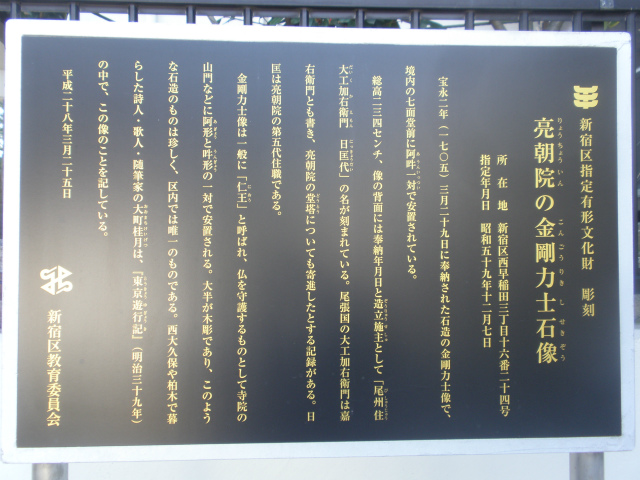 新宿区指定有形文化財　彫刻
亮朝院の金剛力士石像
りょうちょういん　こんごうりきしせきぞう
所在地　新宿区西早稲田三丁目十六番二十四号
指定年月日　昭和五十九年十二月七日
宝永二年（一七〇五）三月二十九日に奉納された石造の金剛力士像で、
境内の七面堂前に阿吽一対で安置されている。
総高二三四センチ、像の背面には奉納年月日と造立施主として「尾州住
大工加右衛門　日匡代」の名が刻まれている。尾張国の大工加右衛門は嘉
右衛門とも書き、亮朝院の堂塔についても寄進したとする記録がある。日
匡は亮朝院の第五代住職である。
金剛力士像は一般に「仁王」と呼ばれ、仏を守護するものとして寺院の
山門などに阿形と吽形の一対で安置される。大半が木彫であり、このよう
な石造のものは珍しく、区内では唯一のものである。西大久保や柏木で暮
らした詩人・歌人・随筆家の大町桂月は、『東京遊行記』（明治三十九年）
の中で、この像のことを記している。
平成二十八年三月二十五日
新宿区教育委員会